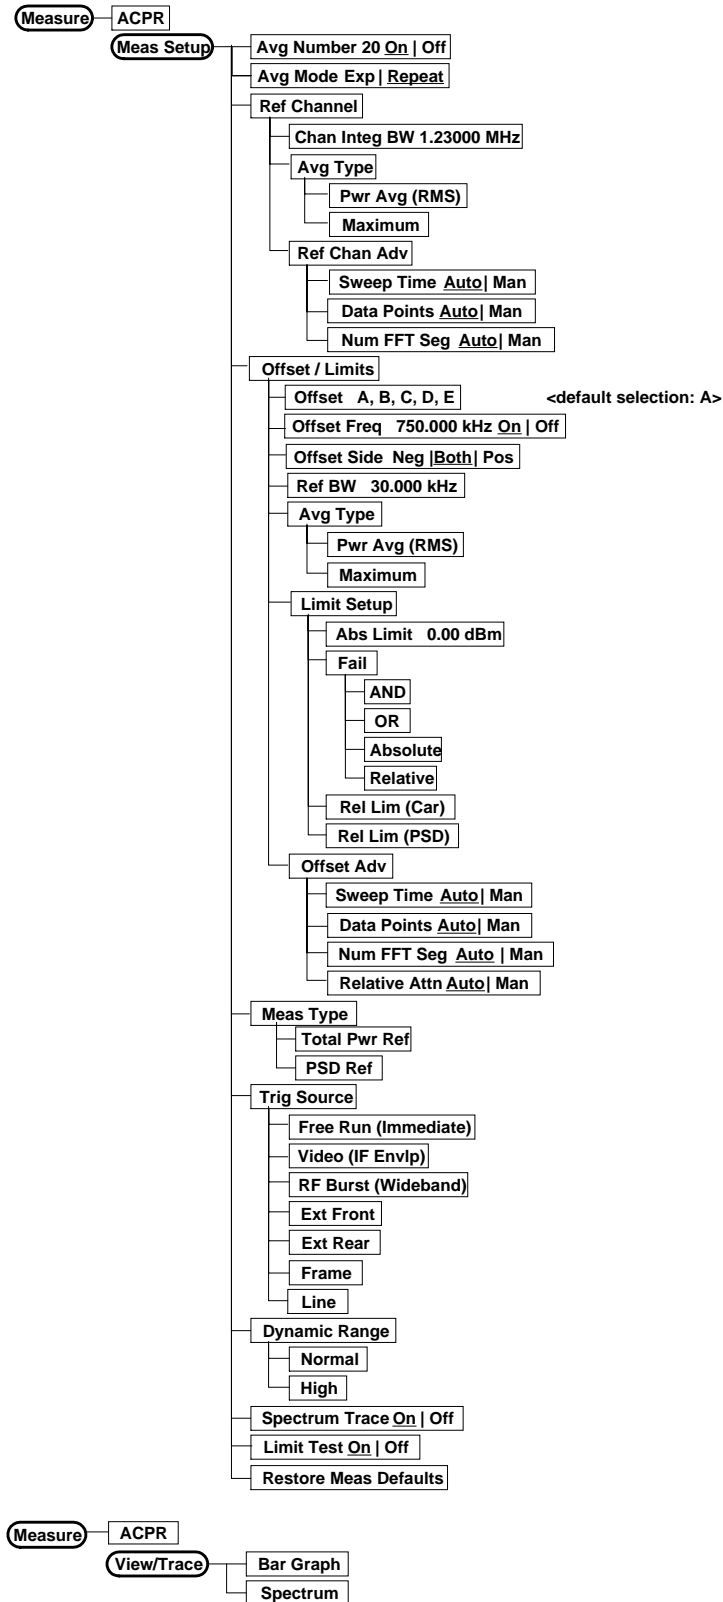 Measure ACPR
Meas Setup Avg Number 20 On | Off
Avg Mode Exp | Repeat
Ref Channel
Chan Integ BW 1.23000 MHz
Avg Type
Pwr Avg (RMS)
Maximum
Ref Chan Adv
Sweep Time Auto | Man
Data Points Auto | Man
Num FFT Seg Auto | Man
Offset / Limits
Offset A, B, C, D, E <default selection: A>
Offset Freq 750.000 kHz On | Off
Offset Side Neg | Both | Pos
Ref BW 30.000 kHz
Avg Type
Pwr Avg (RMS)
Maximum
Limit Setup
Abs Limit 0.00 dBm
Fail
AND
OR
Absolute
Relative
Rel Lim (Car)
Rel Lim (PSD)
Offset Adv
Sweep Time Auto | Man
Data Points Auto | Man
Num FFT Seg Auto | Man
Relative Attn Auto | Man
Meas Type
Total Pwr Ref
PSD Ref
Trig Source
Free Run (Immediate)
Video (IF Envlp)
RF Burst (Wideband)
Ext Front
Ext Rear
Frame
Line
Dynamic Range
Normal
High
Spectrum Trace On | Off
Limit Test On | Off
Restore Meas Defaults
Measure ACPR
View/Trace Bar Graph
Spectrum